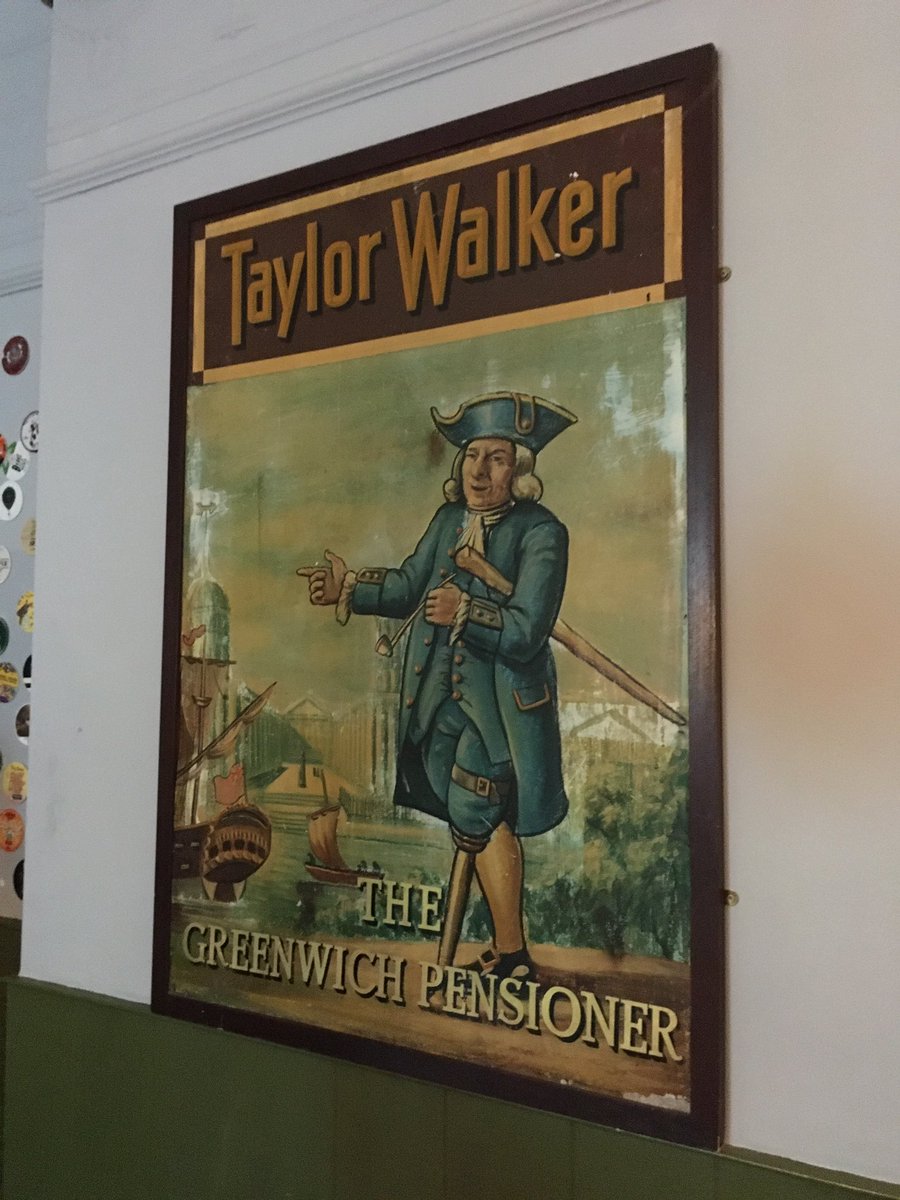 Taylor Walker
THE
GREENWICH PENSIONER